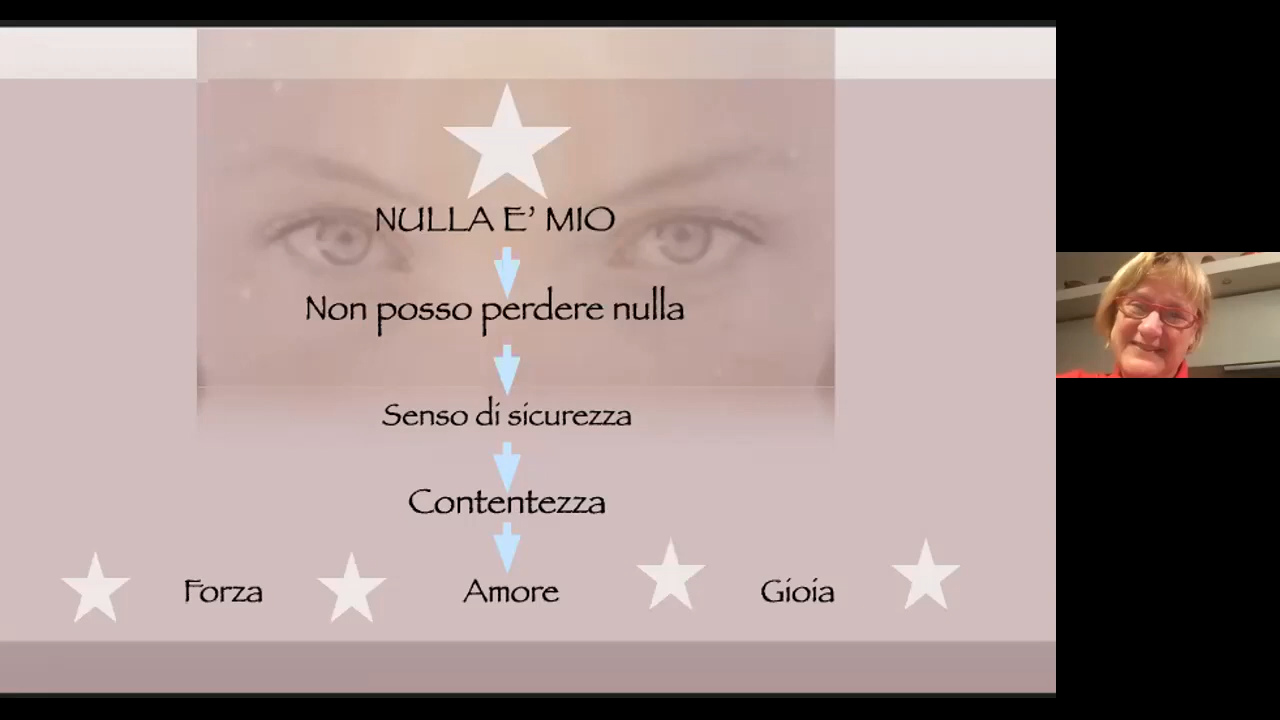 NULLA E’ MIO
Non posso perdere nulla
Senso di sicurezza
Contentezza
Forza Amore Gioia